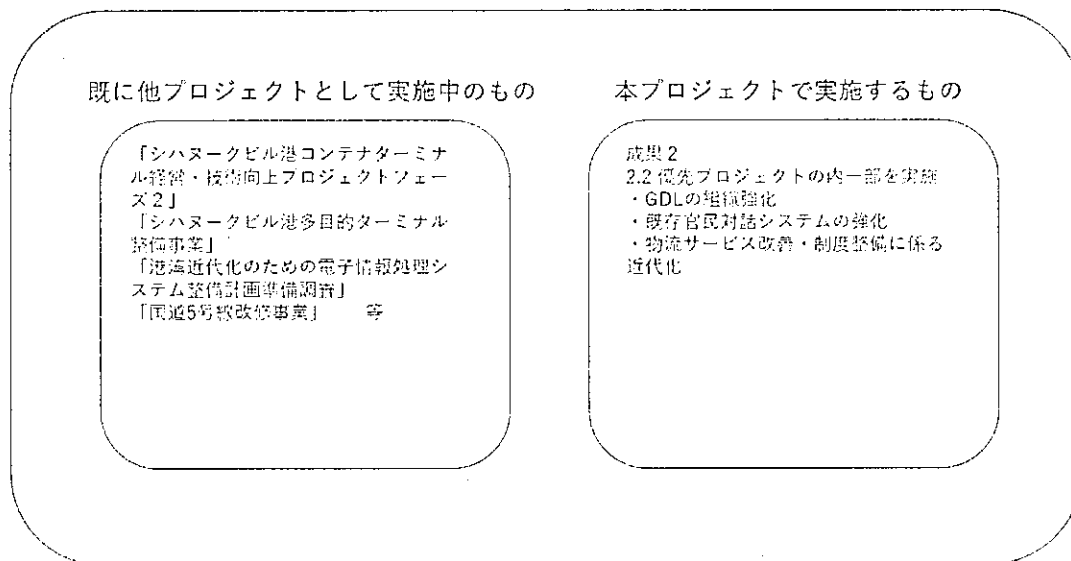 既に他プロジェクトとして実施中のもの
「シハヌークビル港コンテナターミナ
ル経営・技術向上プロジェクトフェー
ズ２」
「シハヌークビル港多目的ターミナル
整備事業」
「港湾近代化のための電子情報処理シ
ステム整備計画準備調査」
「国道5号線改修事業」　　等
本プロジェクトで実施するもの
成果２
2.2 優先プロジェクトの内一部を実施
・GDLの組織強化
・既存官民対話システムの強化
・物流サービス改善・制度整備に係る
近代化